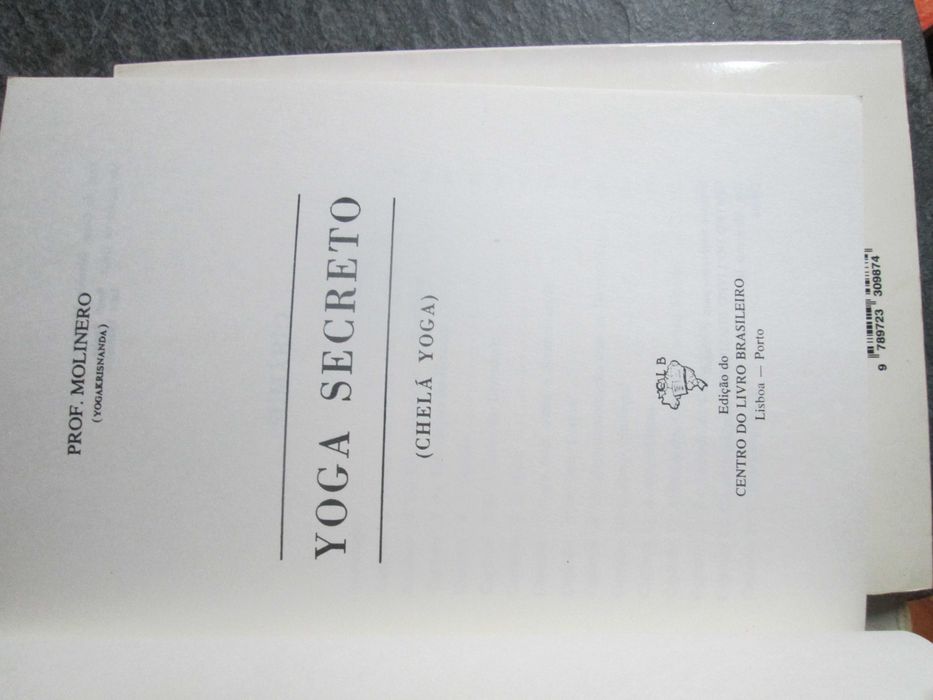 PROF. MOLINERO
(YOGAKRISNANDA)
YOGA SECRETO
(CHELÁ YOGA)
C L B
Edição do
CENTRO DO LIVRO BRASILEIRO
Lisboa — Porto
9 789723 309874